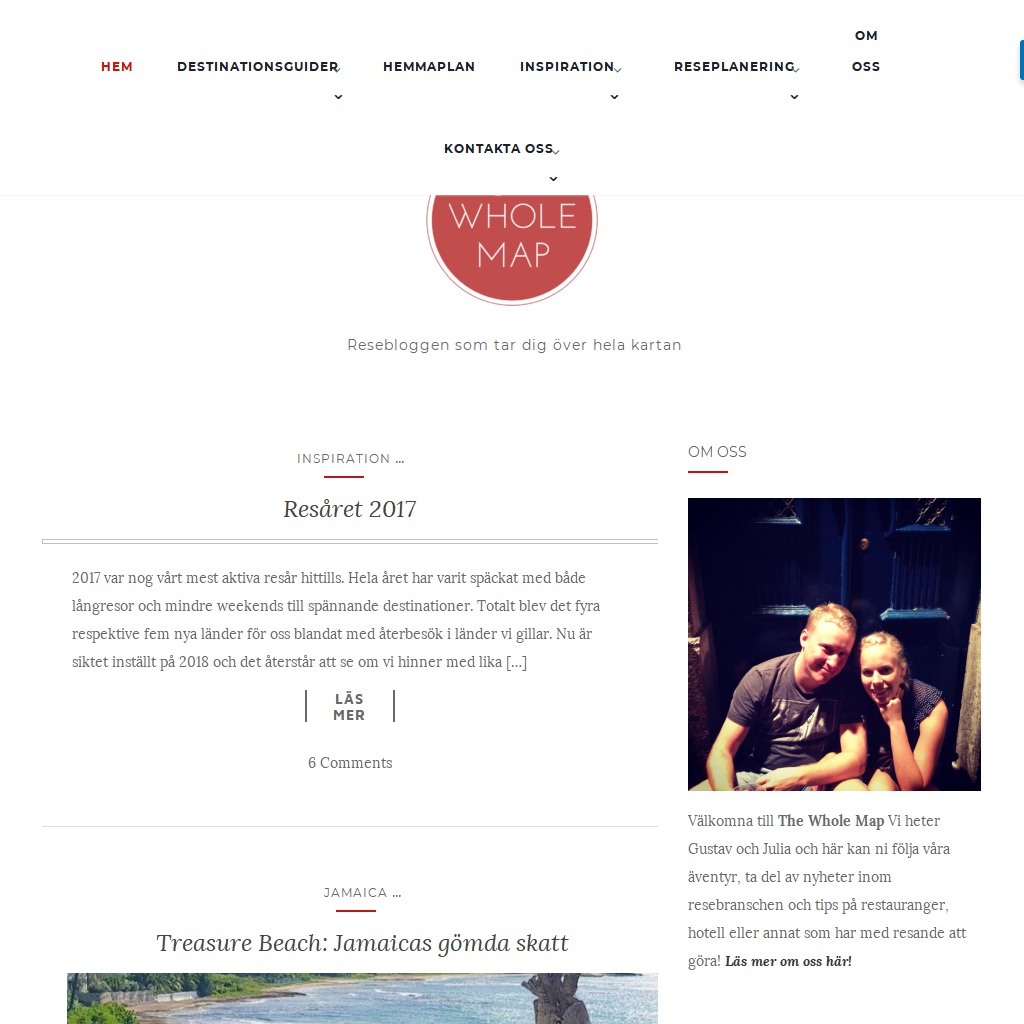 OM
HEM DESTINATIONSGUIDER HEMMAPLAN INSPIRATION RESEPLANERING OSS
KONTAKTA OSS
WHOLE
MAP
Resebloggen som tar dig över hela kartan
INSPIRATION ...
Resåret 2017
2017 var nog vårt mest aktiva resår hittills. Hela året har varit späckat med både
långresor och mindre weekends till spännande destinationer. Totalt blev det fyra
respektive fem nya länder för oss blandat med återbesök i länder vi gillar. Nu är
siktet inställt på 2018 och det återstår att se om vi hinner med lika [...]
LÄS
MER
6 Comments
JAMAICA ...
Treasure Beach: Jamaicas gömda skatt
OM OSS
Välkomna till The Whole Map Vi heter
Gustav och Julia och här kan ni följa våra
äventyr, ta del av nyheter inom
resebranschen och tips på restauranger,
hotell eller annat som har med resande att
göra! Läs mer om oss här!